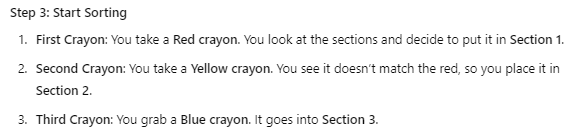 Step 3: Start Sorting
1. First Crayon: You take a Red crayon. You look at the sections and decide to put it in Section 1.
2. Second Crayon: You take a Yellow crayon. You see it doesn't match the red, so you place it in
Section 2.
3. Third Crayon: You grab a Blue crayon. It goes into Section 3.